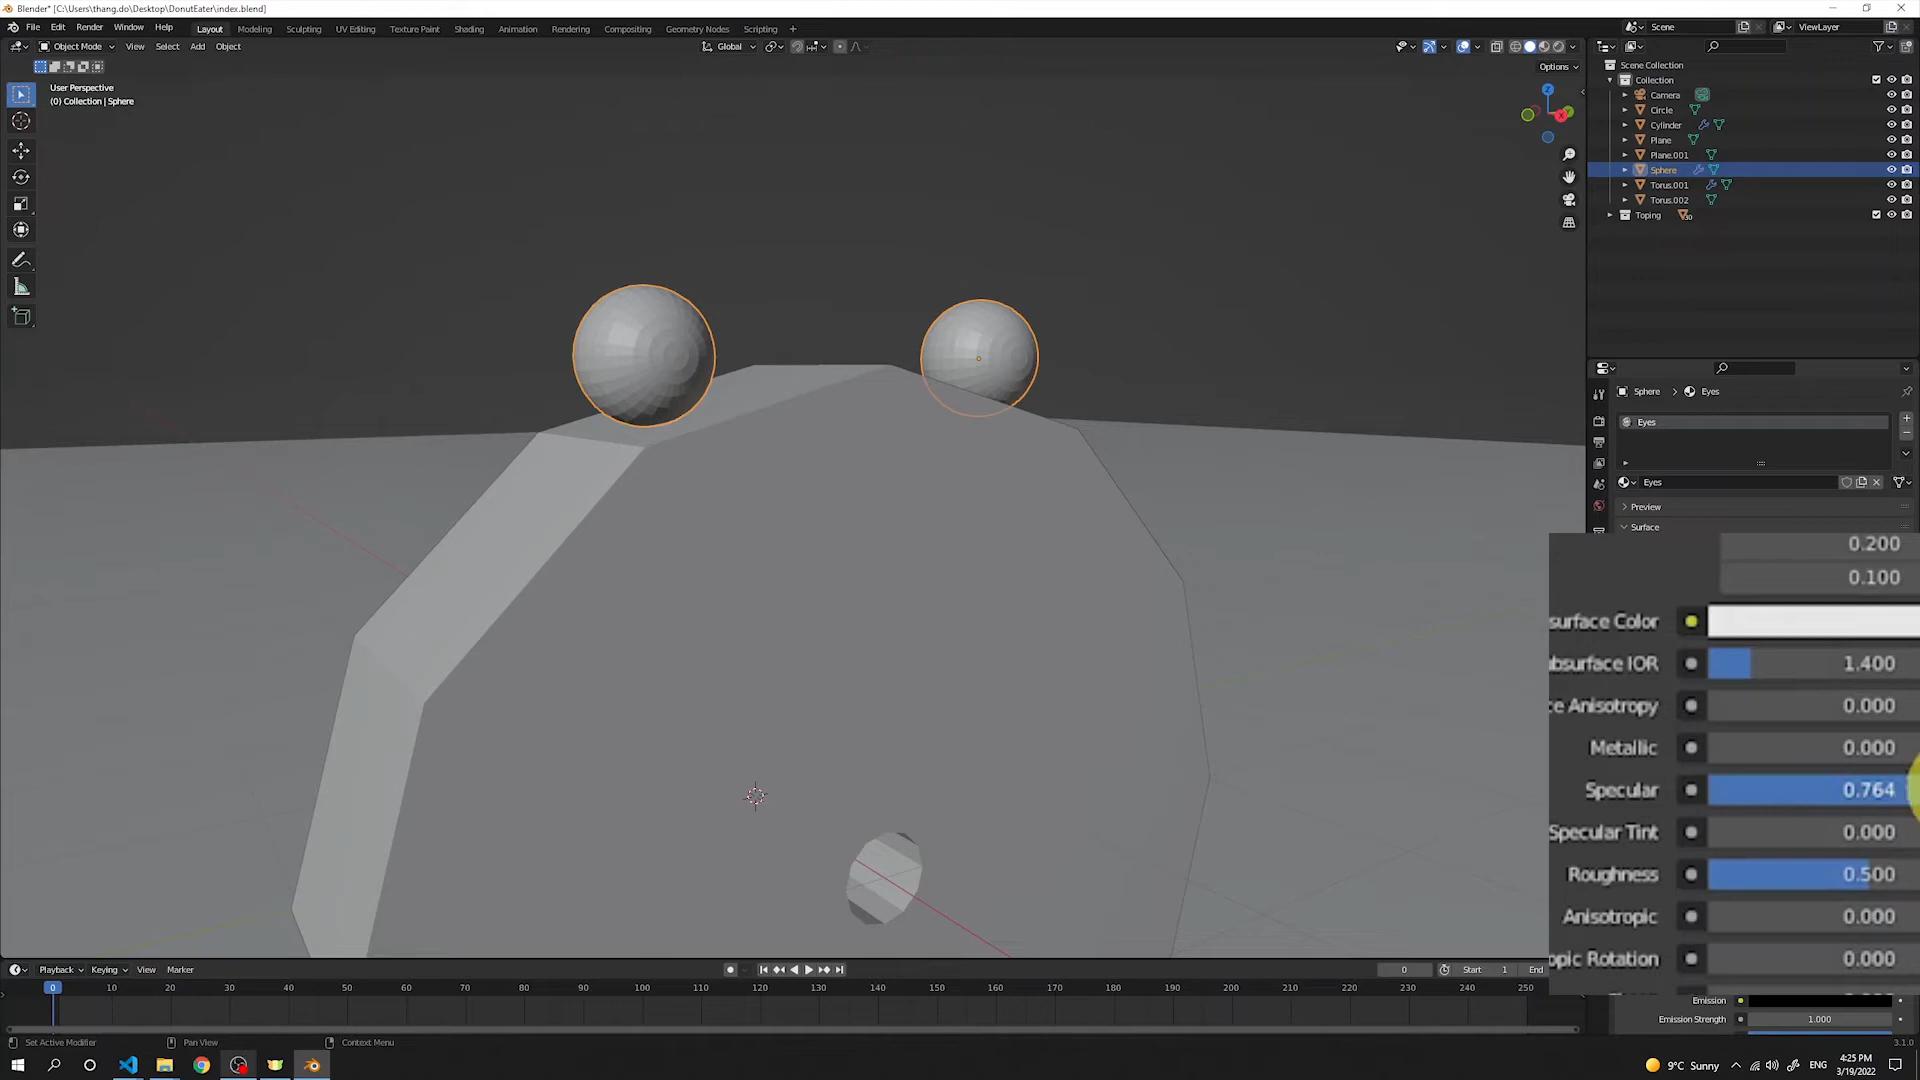 Blender* [C:\Users\thang.do\Desktop\DonutEater\index.blend]
File Edit Render Window Help Layout Modeling Sculpting UV Editing Texture Paint Shading Animation Rendering Compositing Geometry Nodes Scripting + Scene ViewLayer
Object Mode View Select Add Object Global
Options
User Perspective
(0) Collection | Sphere
Z
X
Scene Collection
Collection
Camera
Circle
Cylinder
Plane
Plane.001
Sphere
Torus.001
Torus.002
Toping 30
Sphere > Eyes
Eyes
Eyes
Preview
Surface
0.200
0.100
surface Color
bsurface IOR 1.400
ce Anisotropy 0.000
Metallic 0.000
Specular 0.764
Specular Tint 0.000
Roughness 0.500
Anisotropic 0.000
opic Rotation 0.000
Emission
Emission Strength 1.000
Playback Keying View Marker 0 Start 1 End
0 10 20 30 40 50 60 70 80 90 100 110 120 130 140 150 160 170 180 190 200 210 220 230 240 250
Set Active Modifier Pan View Context Menu 3.1.0
9°C Sunny ENG 4:25 PM
3/19/2022